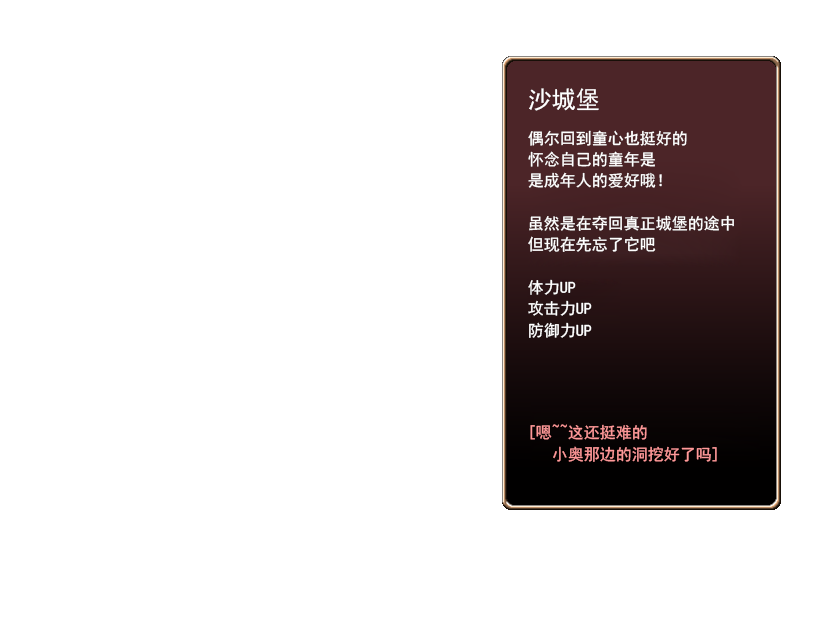 沙城堡
偶尔回到童心也挺好的
怀念自己的童年是
是成年人的爱好哦！
虽然是在夺回真正城堡的途中
但现在先忘了它吧
体力UP
攻击力UP
防御力UP
[嗯~~这还挺难的
小奥那边的洞挖好了吗]